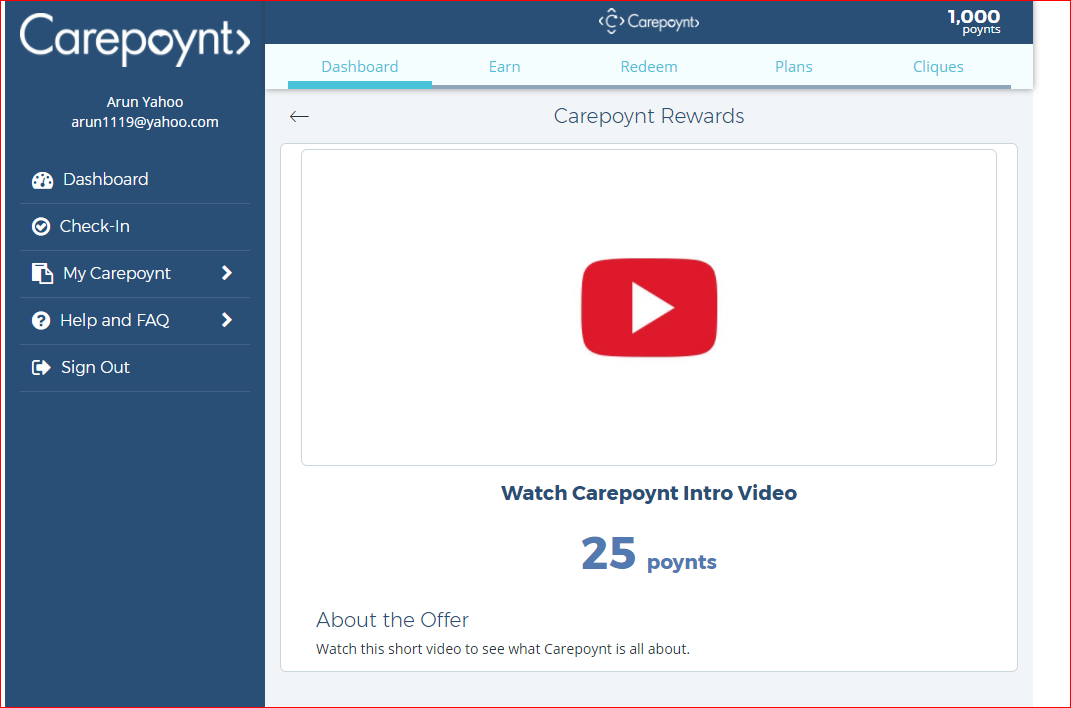 Carepoynt
Arun Yahoo
arun1119@yahoo.com
Dashboard
Check-In
My Carepoynt
Help and FAQ
Sign Out
Carepoynt
1,000
poynts
Dashboard Earn Redeem Plans Cliques
Carepoynt Rewards
Watch Carepoynt Intro Video
25 poynts
About the Offer
Watch this short video to see what Carepoynt is all about.